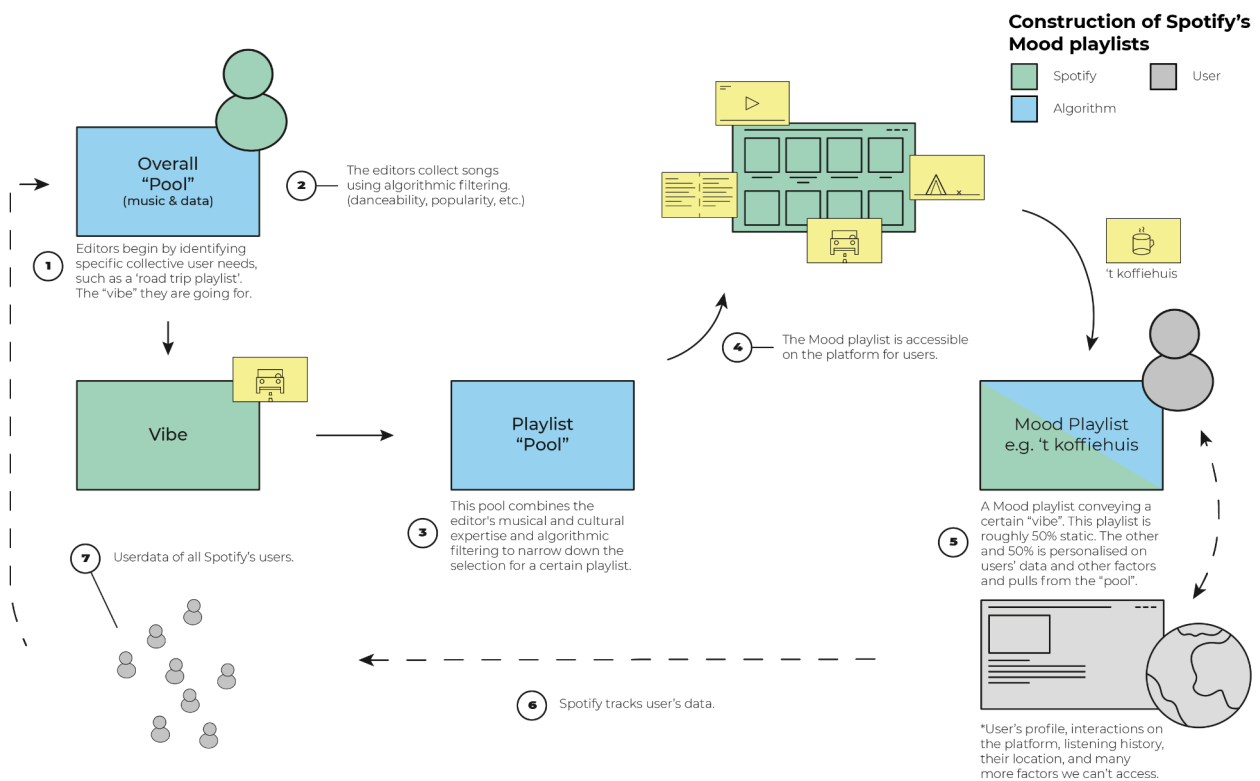 Construction of Spotify's
Mood playlists
Spotify
User
Algorithm
Overall
“Pool”
(music & data)
2
The editors collect songs
using algorithmic filtering.
(danceability, popularity, etc.)
1
Editors begin by identifying
specific collective user needs,
such as a 'road trip playlist'.
The “vibe” they are going for.
Vibe
Playlist
“Pool”
3
This pool combines the
editor's musical and cultural
expertise and algorithmic
filtering to narrow down the
selection for a certain playlist.
4
The Mood playlist is accessible
on the platform for users.
't koffiehuis
Mood Playlist
e.g. 't koffiehuis
5
A Mood playlist conveying a
certain “vibe”. This playlist is
roughly 50% static. The other
and 50% is personalised on
users' data and other factors
and pulls from the “pool”.
*User's profile, interactions on
the platform, listening history,
their location, and many
more factors we can't access.
6
Spotify tracks user's data.
7
Userdata of all Spotify's users.